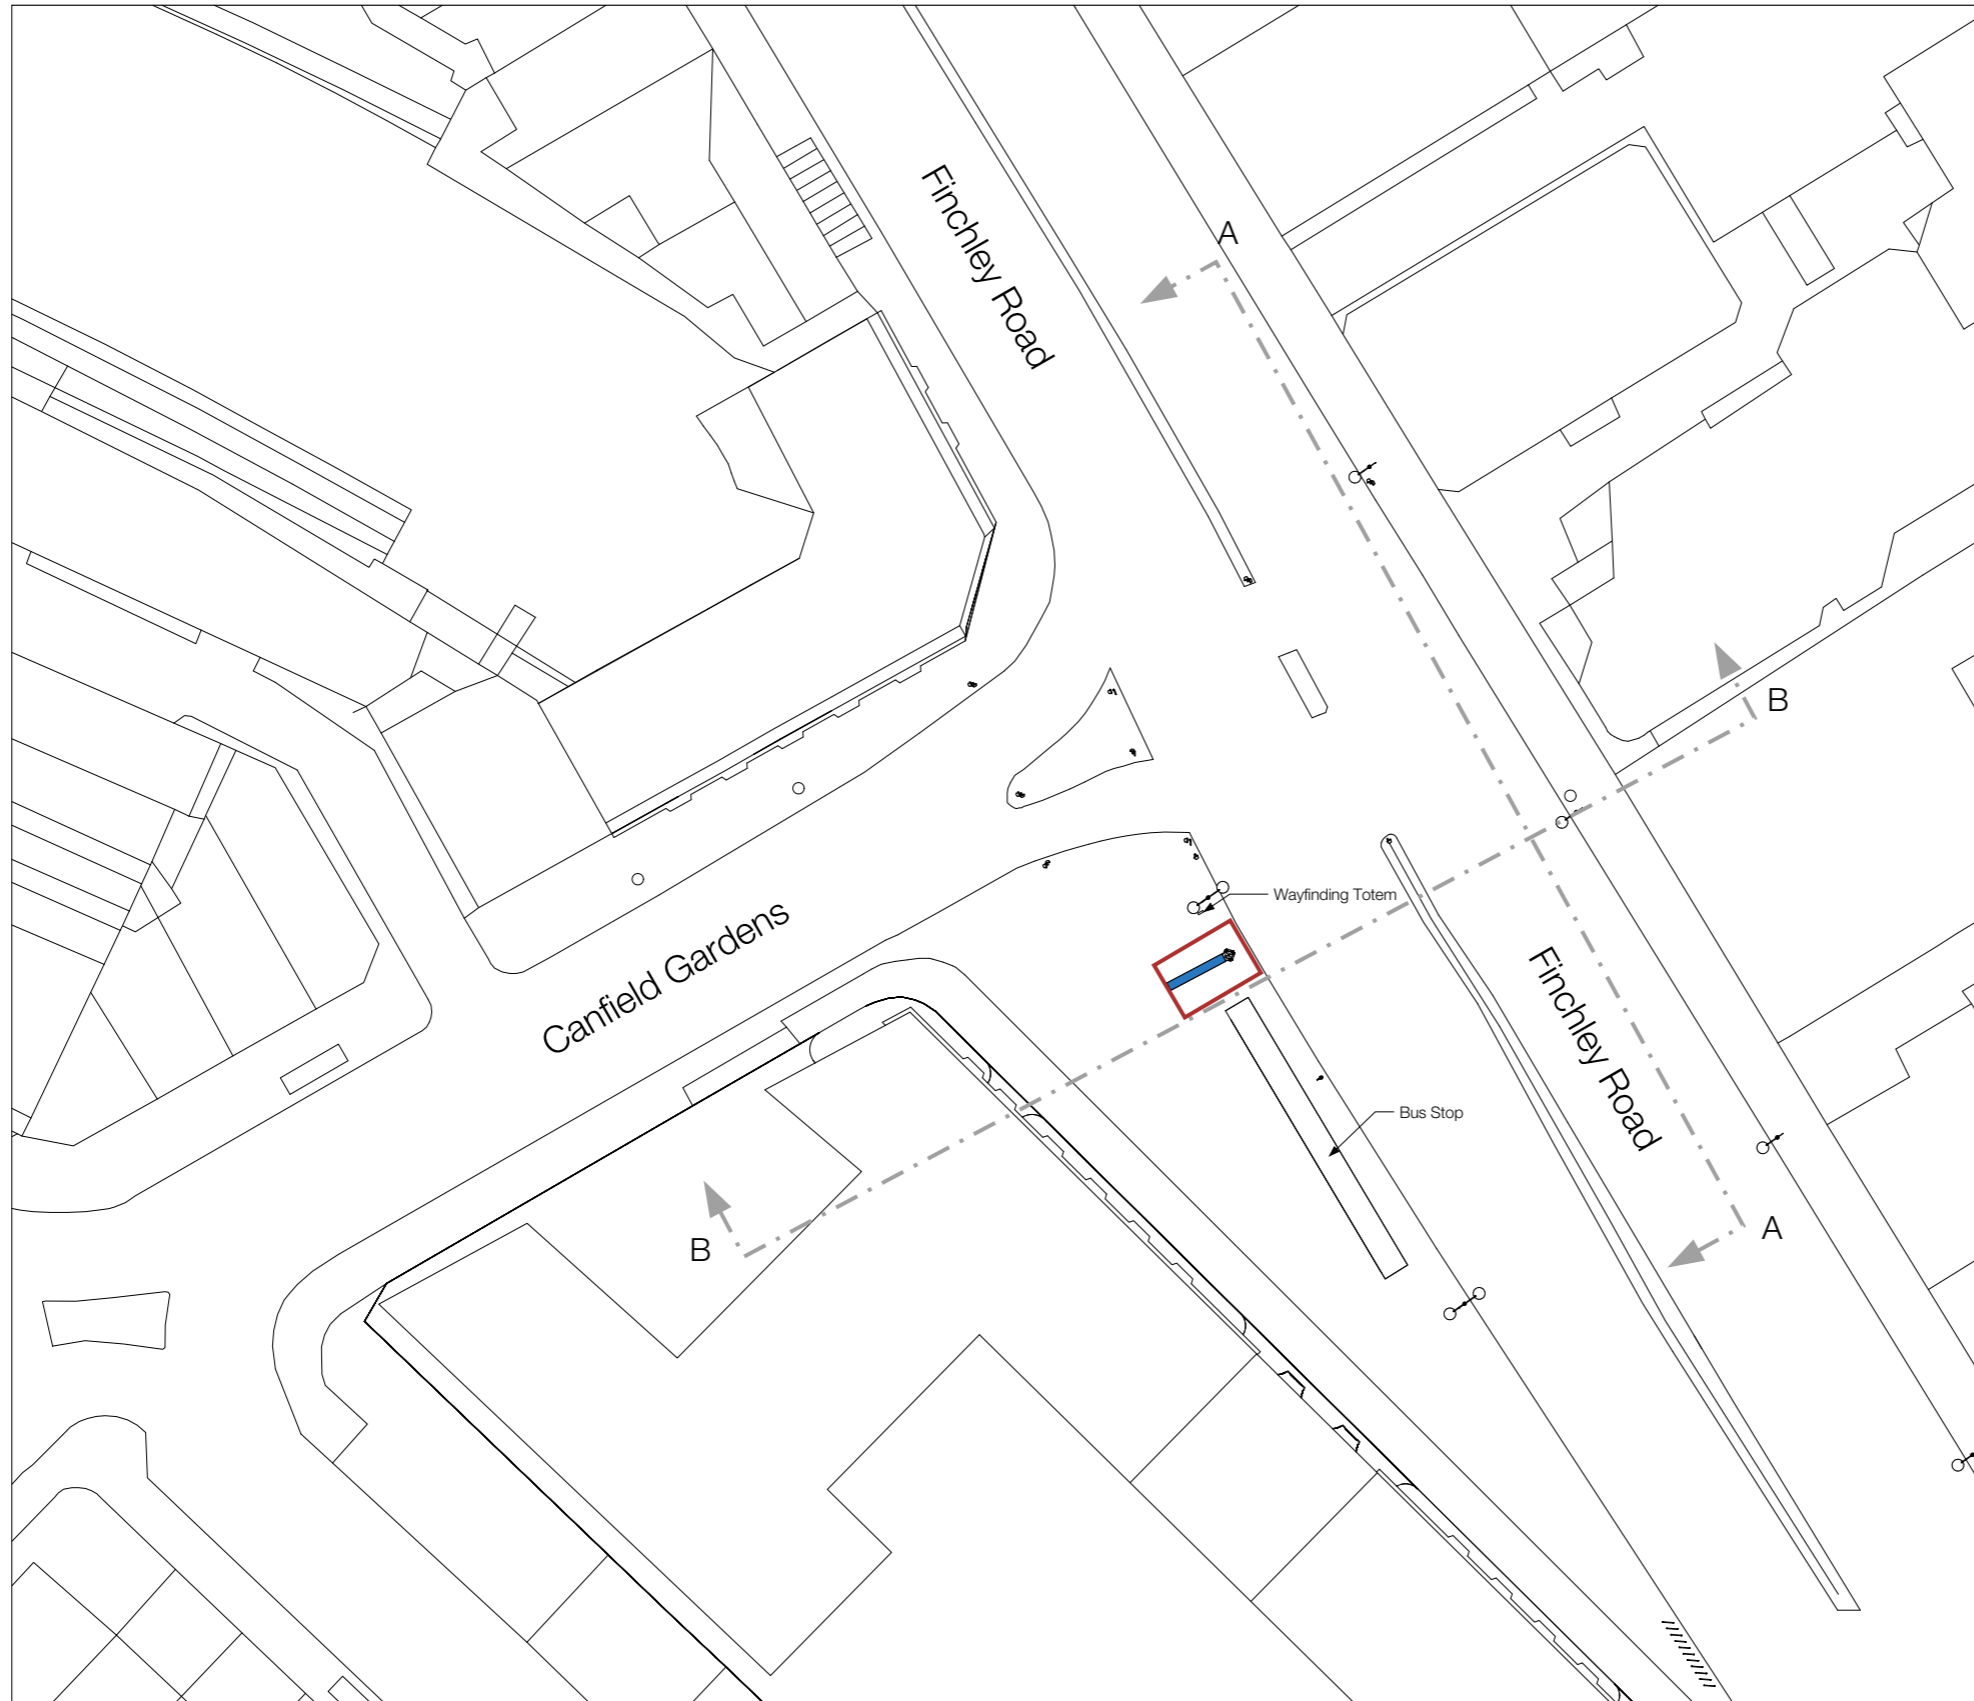 Finchley Road
A
B
Wayfinding Totem
Canfield Gardens
Finchley Road
Bus Stop
B
A